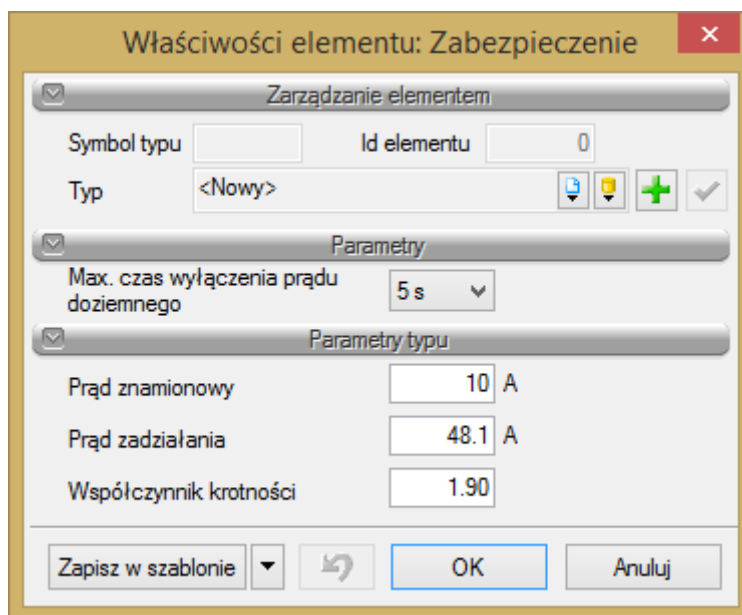 Właściwości elementu: Zabezpieczenie
Zarządzanie elementem
Symbol typu Id elementu 0
Typ <Nowy>
Parametry
Max. czas wyłączenia prądu
doziemnego 5 s
Parametry typu
Prąd znamionowy 10 A
Prąd zadziałania 48.1 A
Współczynnik krotności 1.90
Zapisz w szablonie OK Anuluj